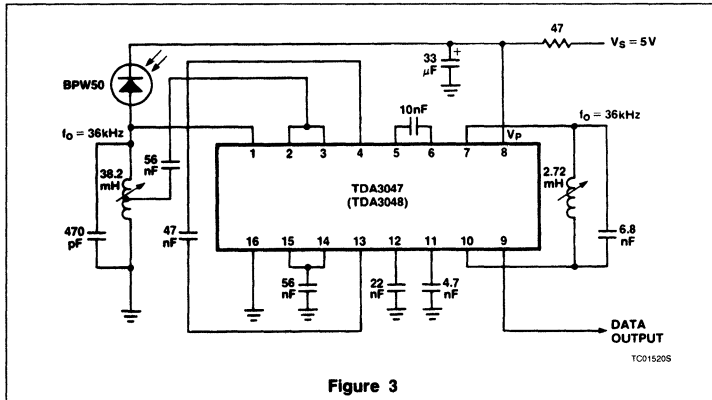 47
V_S = 5V
33
µF
+
BPW50
10nF
f_O = 36kHz
f_O = 36kHz
V_P
1 2 3 4 5 6 7 8
56
nF
38.2
mH
2.72
mH
TDA3047
(TDA3048)
470
pF
47
nF
6.8
nF
16 15 14 13 12 11 10 9
56
nF
22
nF
4.7
nF
DATA
OUTPUT
TC01520S
Figure 3